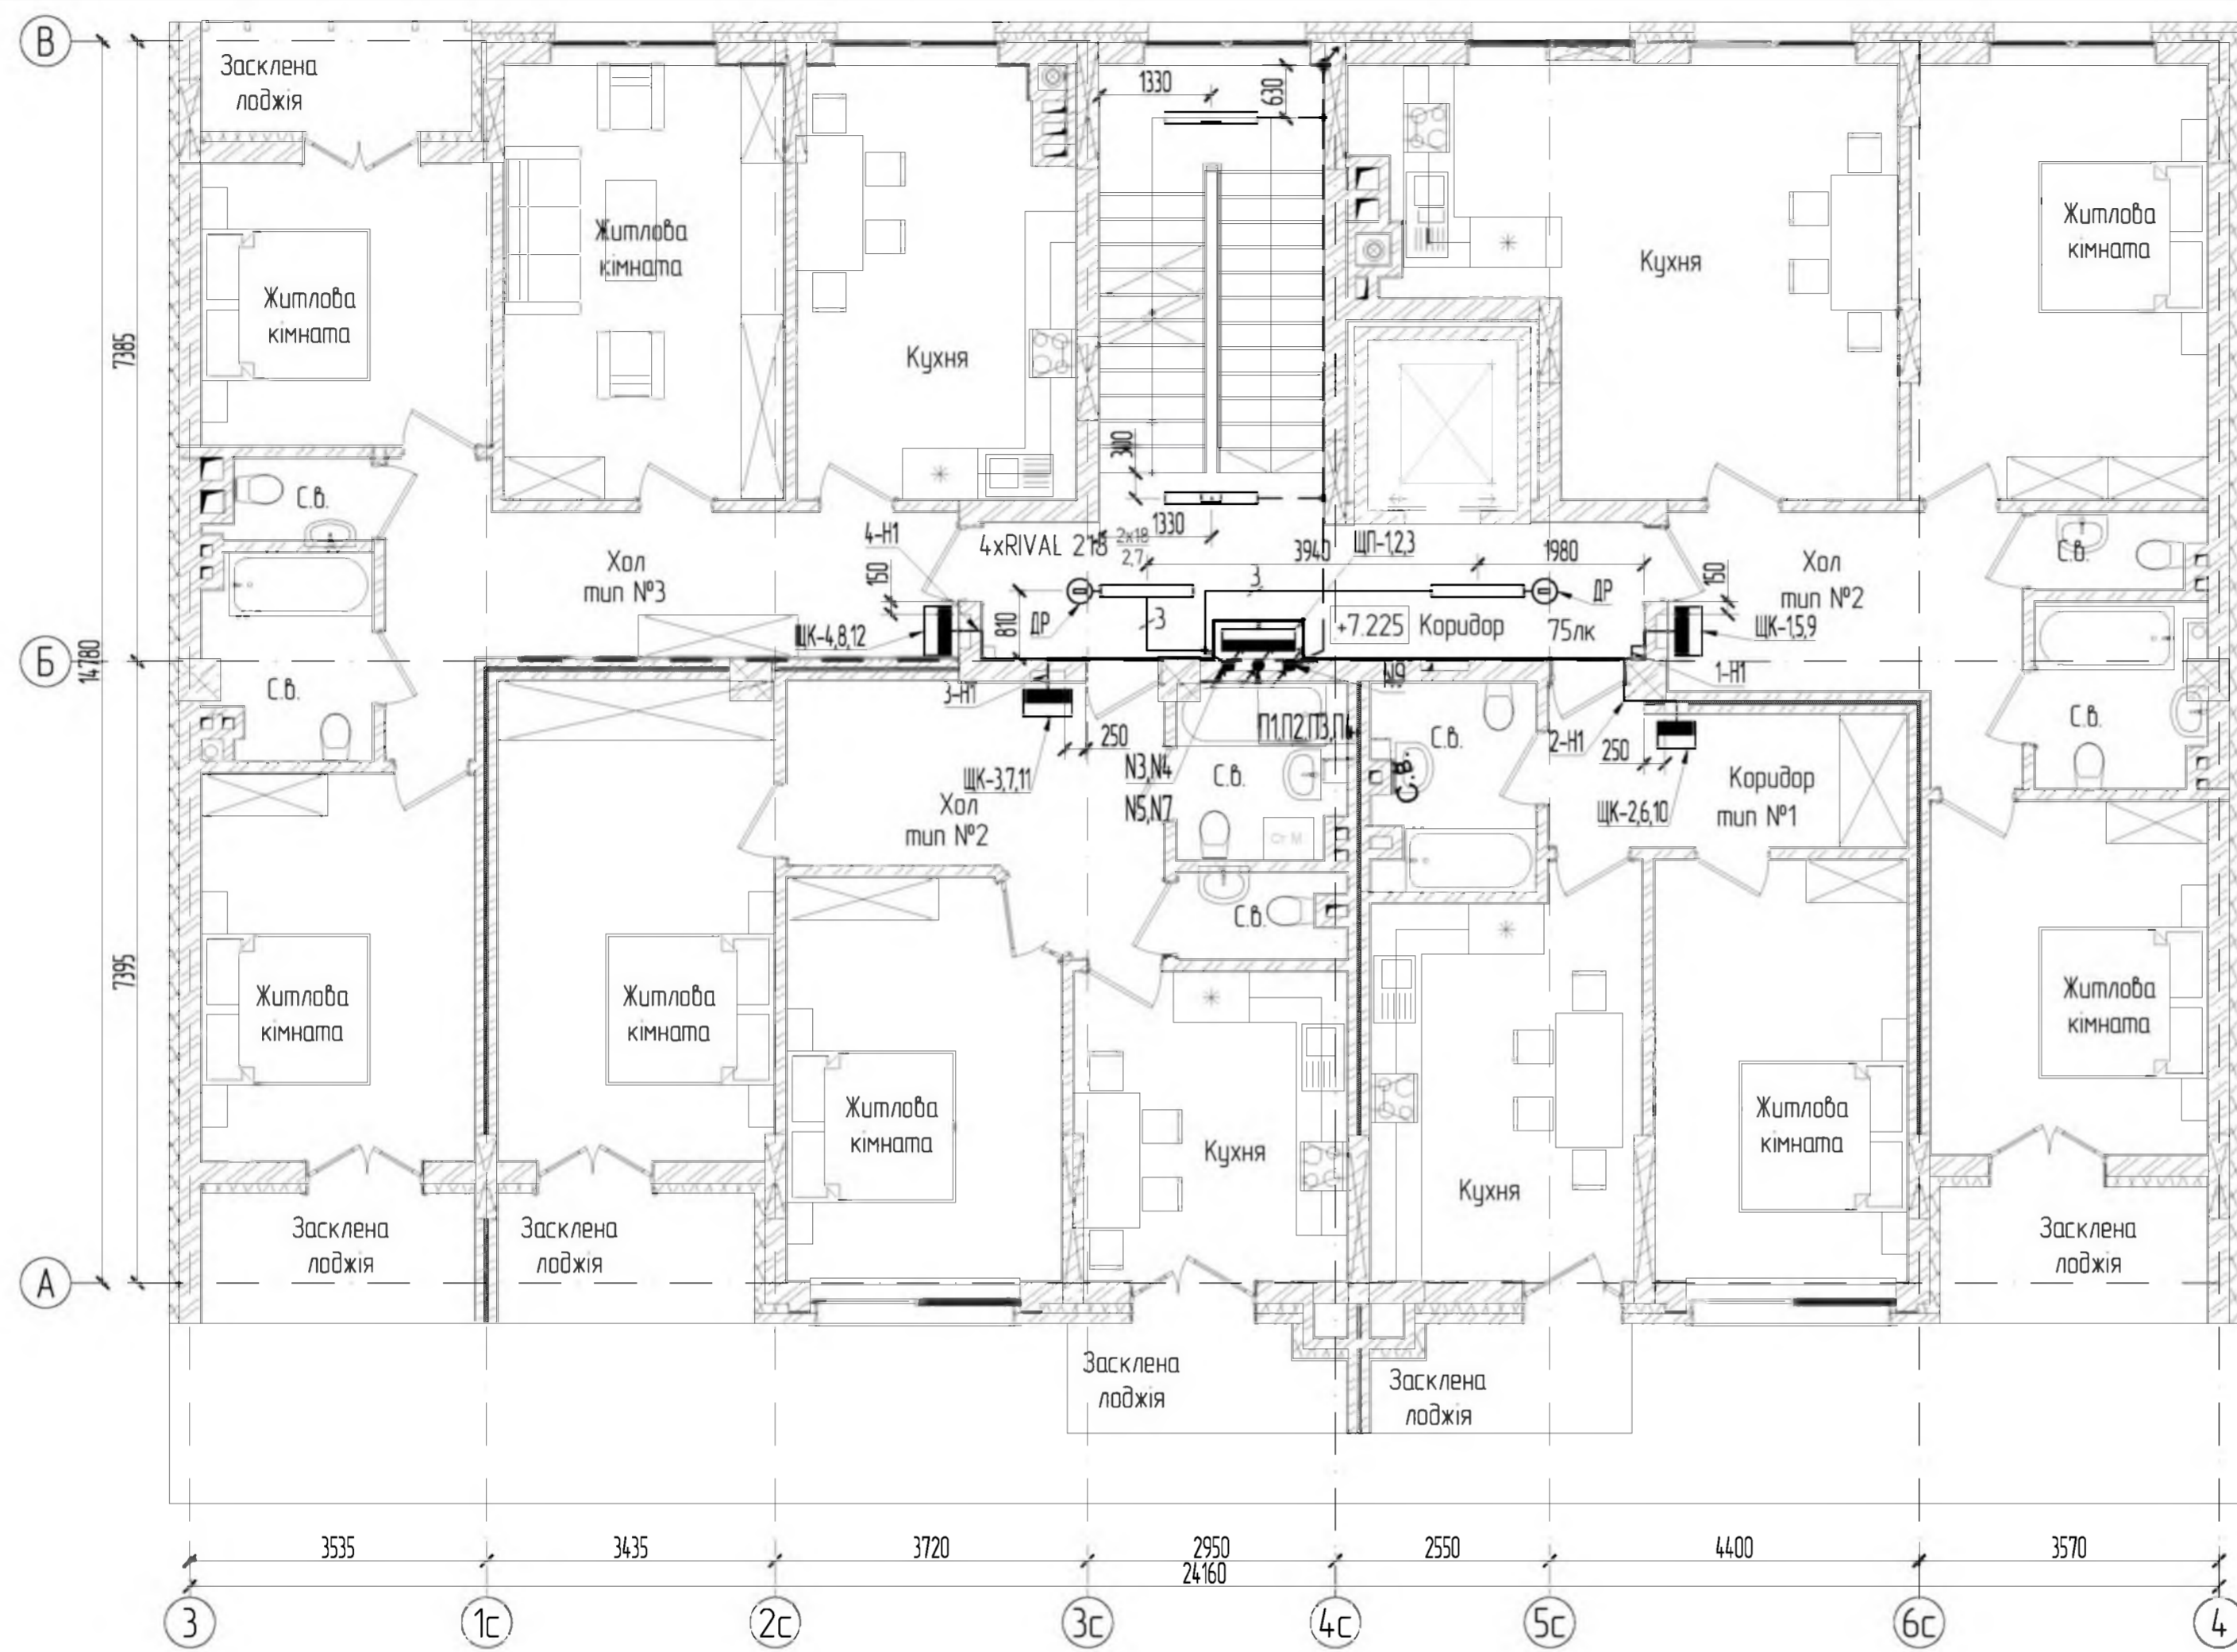 В
Засклена
лоджія
1330
630
Житлова
кімната
Житлова
кімната
Житлова
кімната
Кухня
Кухня
7385
300
С.в.
4-Н1
4xRIVAL 218
2x18
2,7
1330
3940
ЩП-1,2,3
1980
С.в.
Хол
тип №3
150
810
ДР
3
3
ДР
150
Хол
тип №2
ЩК-4,8,12
+7.225
Коридор
75лк
ЩК-1,5,9
Б
14780
С.в.
3-Н1
N9
1-Н1
250
П1,П2,П3,П4
С.в.
2-Н1
250
С.в.
ЩК-3,7,11
N3,N4
N5,N7
С.в.
С.в.
Коридор
тип №1
Хол
тип №2
Ст М
ЩК-2,6,10
С.в.
7395
Житлова
кімната
Житлова
кімната
Житлова
кімната
Житлова
кімната
Житлова
кімната
Кухня
Кухня
Засклена
лоджія
Засклена
лоджія
Засклена
лоджія
А
Засклена
лоджія
Засклена
лоджія
3535
3435
3720
2950
2550
4400
3570
24160
3
1с
2с
3с
4с
5с
6с
4